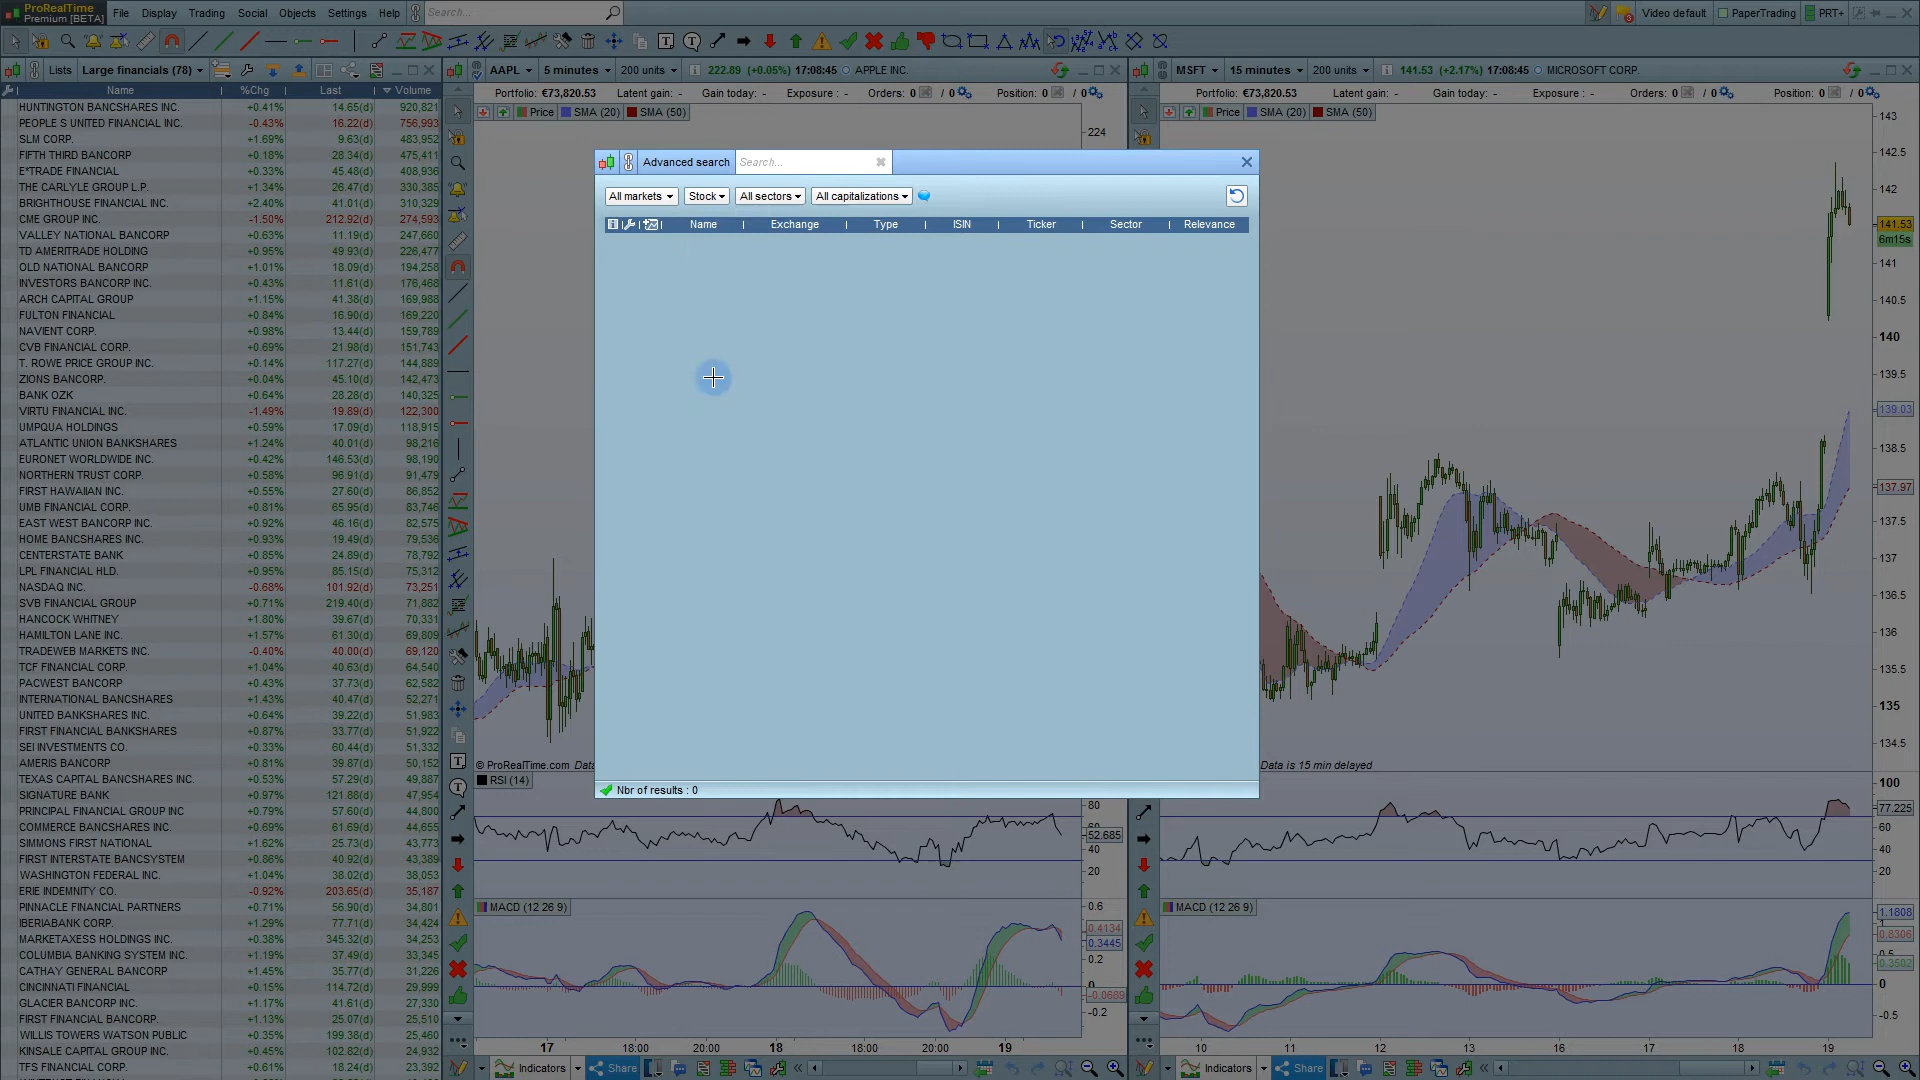 ProRealTime
Premium [BETA]
File Display Trading Social Objects Settings Help Search... Video default PaperTrading PRT+
Lists Large financials (78)
Name %Chg Last Volume
HUNTINGTON BANCSHARES INC. +0.41% 14.65(d) 920,821
PEOPLE S UNITED FINANCIAL INC. -0.43% 16.22(d) 756,993
SLM CORP. +1.69% 9.63(d) 483,952
FIFTH THIRD BANCORP +0.18% 28.34(d) 475,411
E*TRADE FINANCIAL +0.33% 45.48(d) 408,936
THE CARLYLE GROUP L.P. +1.34% 26.47(d) 330,385
BRIGHTHOUSE FINANCIAL INC. +2.40% 41.01(d) 310,329
CME GROUP INC. -1.50% 212.92(d) 274,593
VALLEY NATIONAL BANCORP +0.63% 11.19(d) 247,660
TD AMERITRADE HOLDING +0.95% 49.93(d) 227,408
OLD NATIONAL BANCORP +1.01% 18.09(d) 194,258
INVESTORS BANCORP INC. +0.43% 11.61(d) 176,468
ARCH CAPITAL GROUP +1.15% 41.38(d) 169,988
FULTON FINANCIAL +0.84% 16.90(d) 169,220
NAVIENT CORP. +0.98% 13.44(d) 159,789
CVB FINANCIAL CORP. +0.69% 21.98(d) 151,743
T. ROWE PRICE GROUP INC. +0.14% 117.27(d) 144,889
ZIONS BANCORP. +0.04% 45.10(d) 142,473
BANK OZK +0.64% 28.28(d) 140,325
VIRTU FINANCIAL INC. -1.49% 19.89(d) 122,300
UMPQUA HOLDINGS +0.59% 17.09(d) 118,915
ATLANTIC UNION BANKSHARES +1.24% 40.01(d) 98,216
EURONET WORLDWIDE INC. +0.42% 146.53(d) 98,190
NORTHERN TRUST CORP. +0.58% 96.91(d) 91,479
FIRST HAWAIIAN INC. +0.55% 27.60(d) 86,852
UMB FINANCIAL CORP. +0.81% 65.95(d) 83,746
EAST WEST BANCORP INC. +0.92% 46.16(d) 82,575
HOME BANCSHARES INC. +0.93% 19.49(d) 79,536
CENTERSTATE BANK +0.85% 24.89(d) 78,792
LPL FINANCIAL HLD. +0.95% 85.15(d) 75,312
NASDAQ INC. -0.68% 101.92(d) 73,251
SVB FINANCIAL GROUP +0.71% 219.40(d) 71,882
HANCOCK WHITNEY +1.80% 39.67(d) 70,331
HAMILTON LANE INC. +1.57% 61.30(d) 69,809
TRADEWEB MARKETS INC. -0.40% 40.00(d) 69,120
TCF FINANCIAL CORP. +1.04% 40.63(d) 64,540
PACWEST BANCORP +0.43% 37.73(d) 62,582
INTERNATIONAL BANCSHARES +1.43% 40.47(d) 52,271
UNITED BANKSHARES INC. +0.64% 39.22(d) 51,983
FIRST FINANCIAL BANKSHARES +0.87% 33.77(d) 51,922
SEI INVESTMENTS CO. +0.33% 60.44(d) 51,332
AMERIS BANCORP +0.81% 39.87(d) 50,152
TEXAS CAPITAL BANCSHARES INC. +0.53% 57.29(d) 49,887
SIGNATURE BANK +0.97% 121.88(d) 47,954
PRINCIPAL FINANCIAL GROUP INC +0.79% 57.60(d) 44,800
COMMERCE BANCSHARES INC. +0.69% 61.69(d) 44,655
SIMMONS FIRST NATIONAL +1.62% 25.73(d) 43,773
FIRST INTERSTATE BANCSYSTEM +0.86% 40.92(d) 43,389
WASHINGTON FEDERAL INC. +1.04% 38.02(d) 38,053
ERIE INDEMNITY CO. -0.92% 203.65(d) 35,187
PINNACLE FINANCIAL PARTNERS +0.71% 56.90(d) 34,801
IBERIABANK CORP. +1.29% 77.71(d) 34,424
MARKETAXESS HOLDINGS INC. +0.38% 345.32(d) 34,253
COLUMBIA BANKING SYSTEM INC. +1.19% 37.49(d) 33,345
CATHAY GENERAL BANCORP +1.45% 35.77(d) 31,226
CINCINNATI FINANCIAL +0.15% 114.72(d) 29,999
GLACIER BANCORP INC. +1.17% 41.61(d) 27,330
FIRST FINANCIAL BANCORP. +1.13% 25.07(d) 25,510
WILLIS TOWERS WATSON PUBLIC +0.35% 199.38(d) 25,460
KINSALE CAPITAL GROUP INC. +0.45% 102.82(d) 24,932
TFS FINANCIAL CORP. +0.61% 18.24(d) 23,392
AAPL 5 minutes 200 units 222.89 (+0.05%) 17:08:45 APPLE INC.
Portfolio: €73,820.53 Latent gain: - Gain today: - Exposure : - Orders: 0 / 0 Position: 0 / 0
Price SMA (20) SMA (50)
224
© ProRealTime.com Data
RSI (14)
80
60
52.685
40
20
MACD (12 26 9)
0.6
0.4134
0.3445
0.2
0
-0.0689
-0.2
17 18:00 20:00 18 18:00 20:00 19
Indicators Share
Advanced search Search...
All markets Stock All sectors All capitalizations
Name Exchange Type ISIN Ticker Sector Relevance
Nbr of results : 0
MSFT 15 minutes 200 units 141.53 (+2.17%) 17:08:45 MICROSOFT CORP.
Portfolio: €73,820.53 Latent gain: - Gain today: - Exposure : - Orders: 0 / 0 Position: 0 / 0
Price SMA (20) SMA (50)
143
142.5
142
141.53
6m15s
141
140.5
140
139.5
139.03
138.5
137.97
137.5
137
136.5
136
135.5
135
134.5
Data is 15 min delayed
100
77.225
60
40
20
MACD (12 26 9)
1.1808
1
0.8306
0.5
0.3502
0
-0.5
10 11 12 13 16 17 18 19
Indicators Share